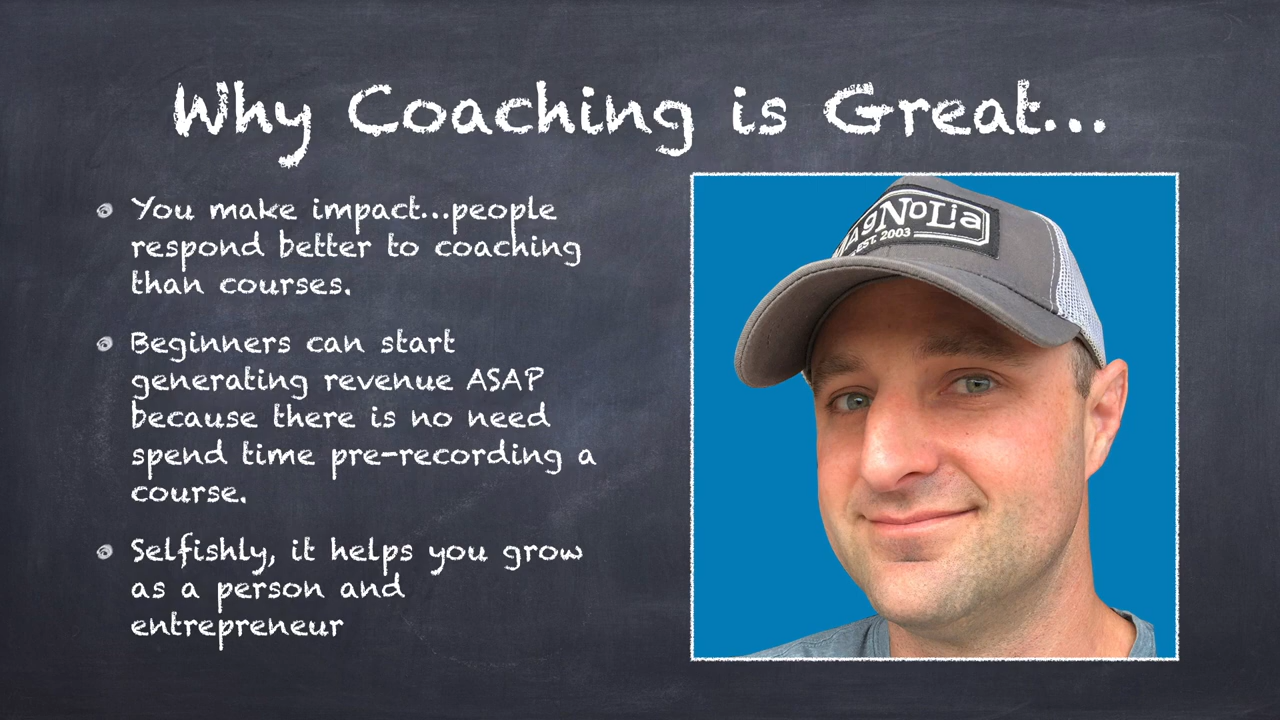 Why Coaching is Great...
You make impact...people
respond better to coaching
than courses.
Beginners can start
generating revenue ASAP
because there is no need
spend time pre-recording a
course.
Selfishly, it helps you grow
as a person and
entrepreneur
MAgNoLia
EST. 2003